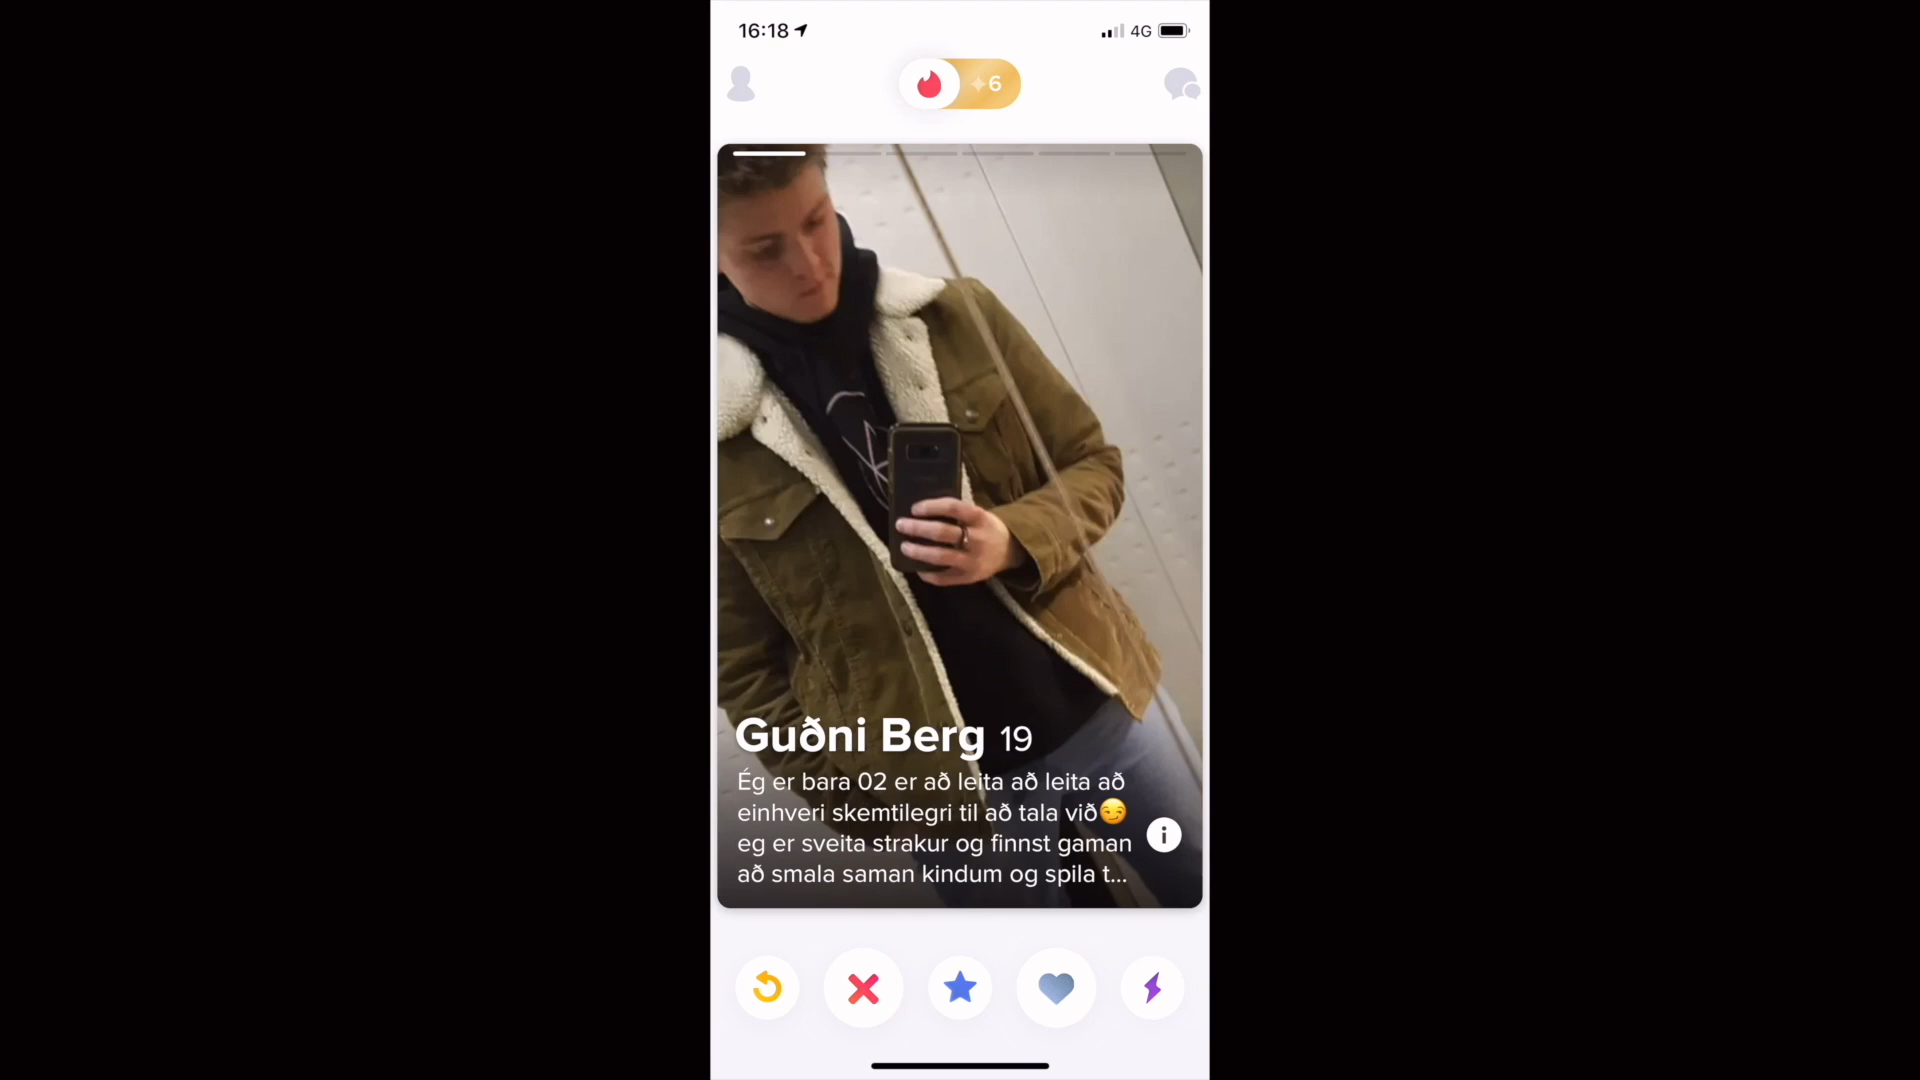 16:18
4G
6
Guðni Berg 19
Ég er bara 02 er að leita að leita að
einhveri skemtilegri til að tala við😏
eg er sveita strakur og finnst gaman
að smala saman kindum og spila t...